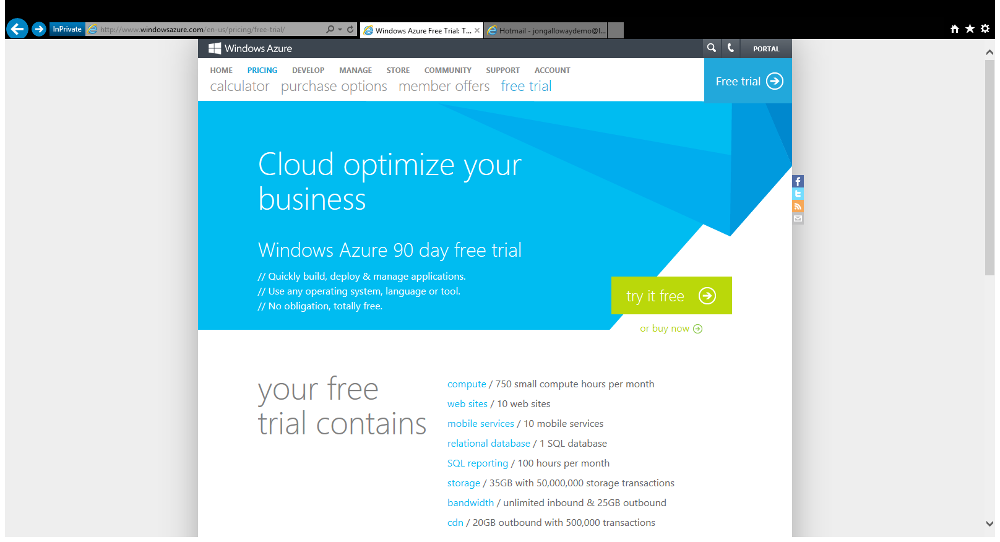 InPrivate http://www.windowsazure.com/en-us/pricing/free-trial/ Windows Azure Free Trial: T... Hotmail - jongallowaydemo@l...
Windows Azure PORTAL
HOME PRICING DEVELOP MANAGE STORE COMMUNITY SUPPORT ACCOUNT
calculator purchase options member offers free trial
Free trial
Cloud optimize your
business
Windows Azure 90 day free trial
// Quickly build, deploy & manage applications.
// Use any operating system, language or tool.
// No obligation, totally free.
try it free
or buy now
your free
trial contains
compute / 750 small compute hours per month
web sites / 10 web sites
mobile services / 10 mobile services
relational database / 1 SQL database
SQL reporting / 100 hours per month
storage / 35GB with 50,000,000 storage transactions
bandwidth / unlimited inbound & 25GB outbound
cdn / 20GB outbound with 500,000 transactions